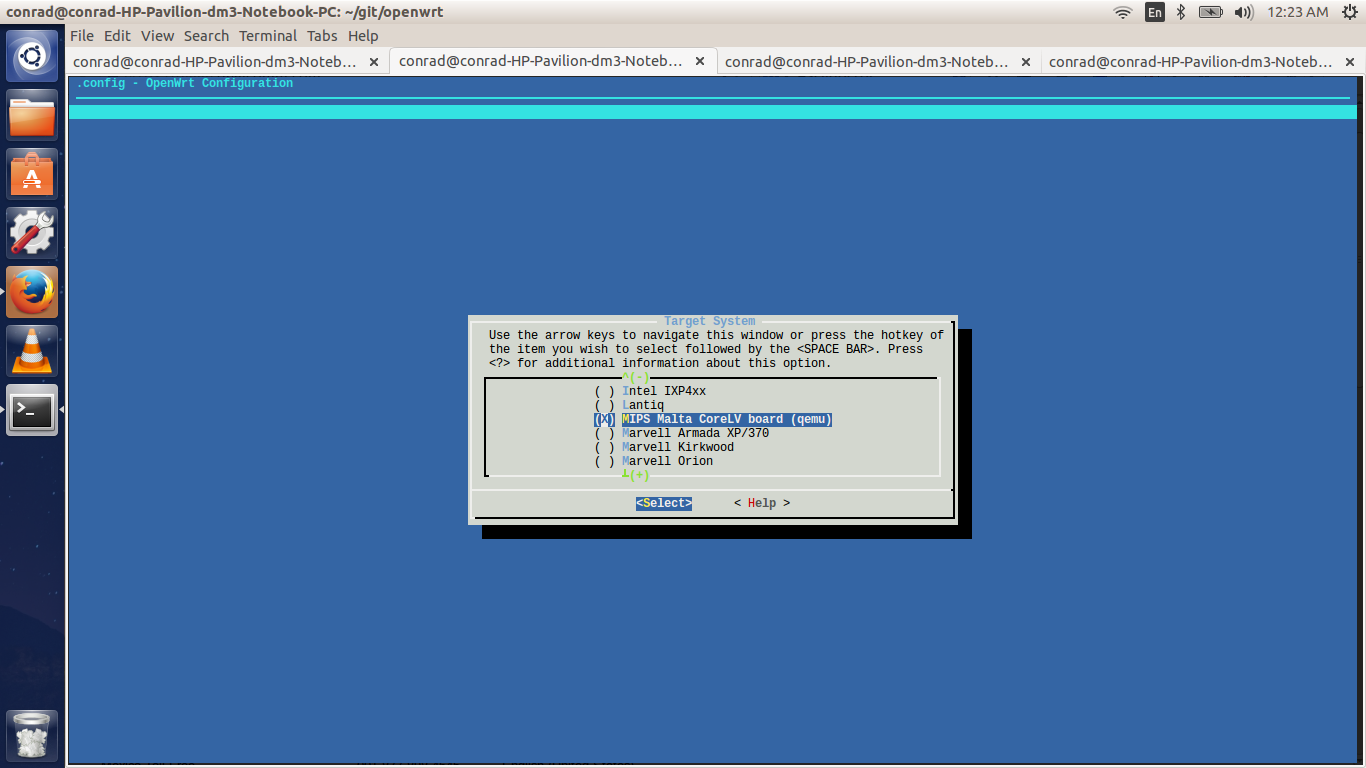 conrad@conrad-HP-Pavilion-dm3-Notebook-PC: ~/git/openwrt
En
12:23 AM
File Edit View Search Terminal Tabs Help
conrad@conrad-HP-Pavilion-dm3-Noteb... ×
conrad@conrad-HP-Pavilion-dm3-Noteb... ×
conrad@conrad-HP-Pavilion-dm3-Noteb... ×
conrad@conrad-HP-Pavilion-dm3-Noteb... ×
.config - OpenWrt Configuration
Target System
Use the arrow keys to navigate this window or press the hotkey of
the item you wish to select followed by the <SPACE BAR>. Press
<?> for additional information about this option.
^(-)
( ) Intel IXP4xx
( ) Lantiq
(X) MIPS Malta CoreLV board (qemu)
( ) Marvell Armada XP/370
( ) Marvell Kirkwood
( ) Marvell Orion
┴(+)
<Select> < Help >